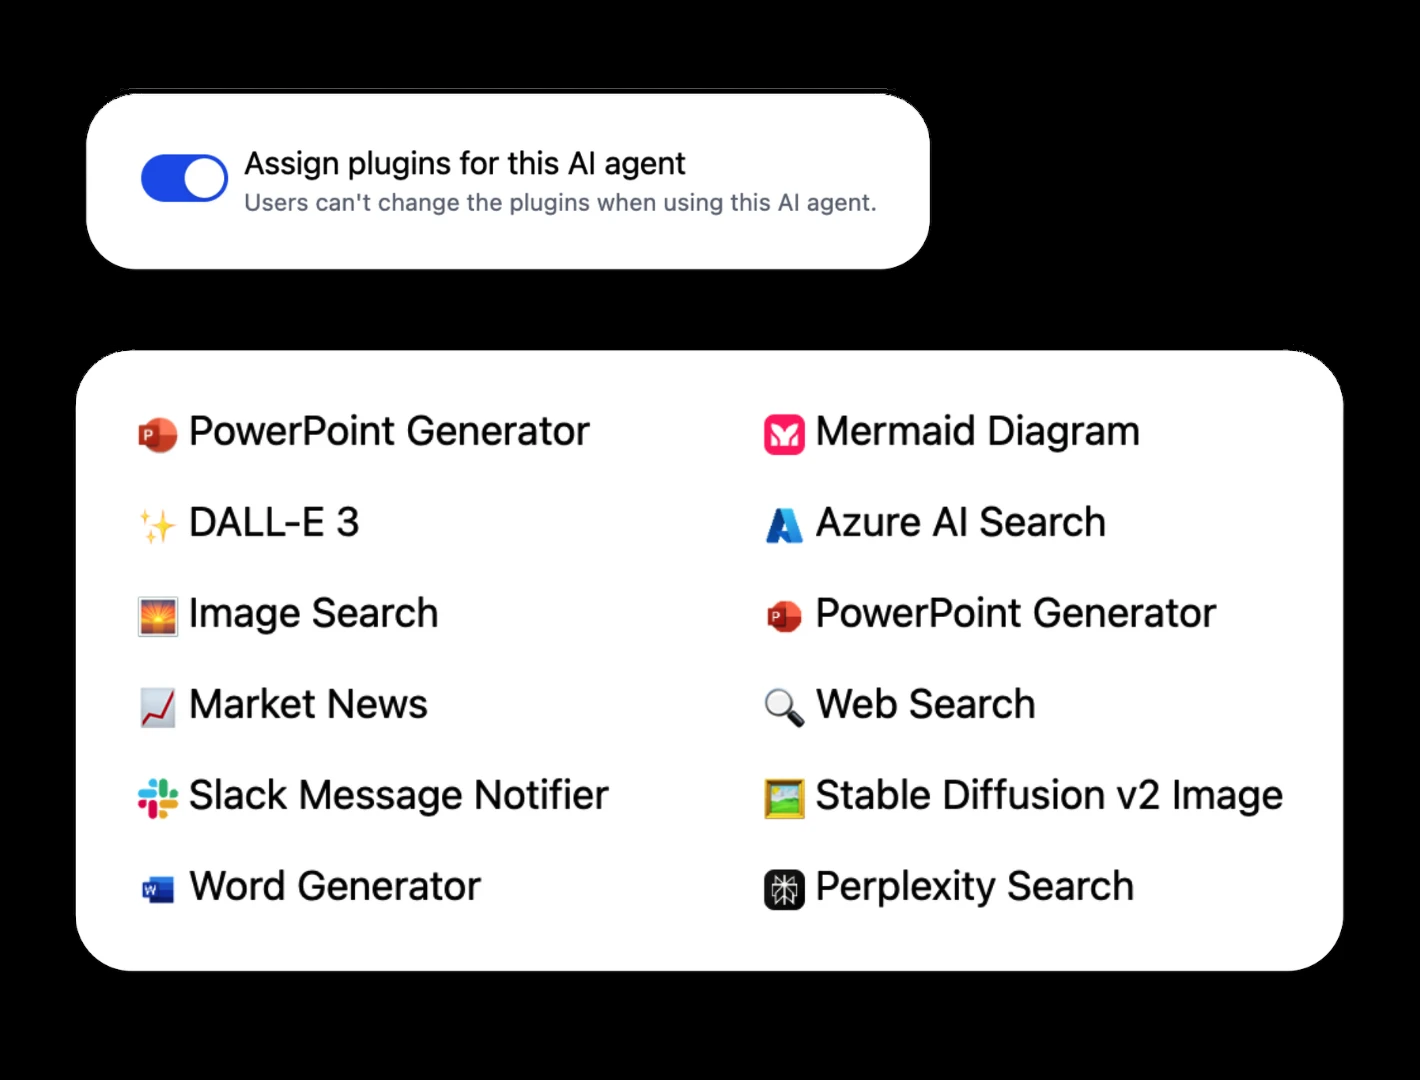 Assign plugins for this AI agent
Users can't change the plugins when using this AI agent.
PowerPoint Generator
DALL-E 3
Image Search
Market News
Slack Message Notifier
Word Generator
Mermaid Diagram
Azure AI Search
PowerPoint Generator
Web Search
Stable Diffusion v2 Image
Perplexity Search